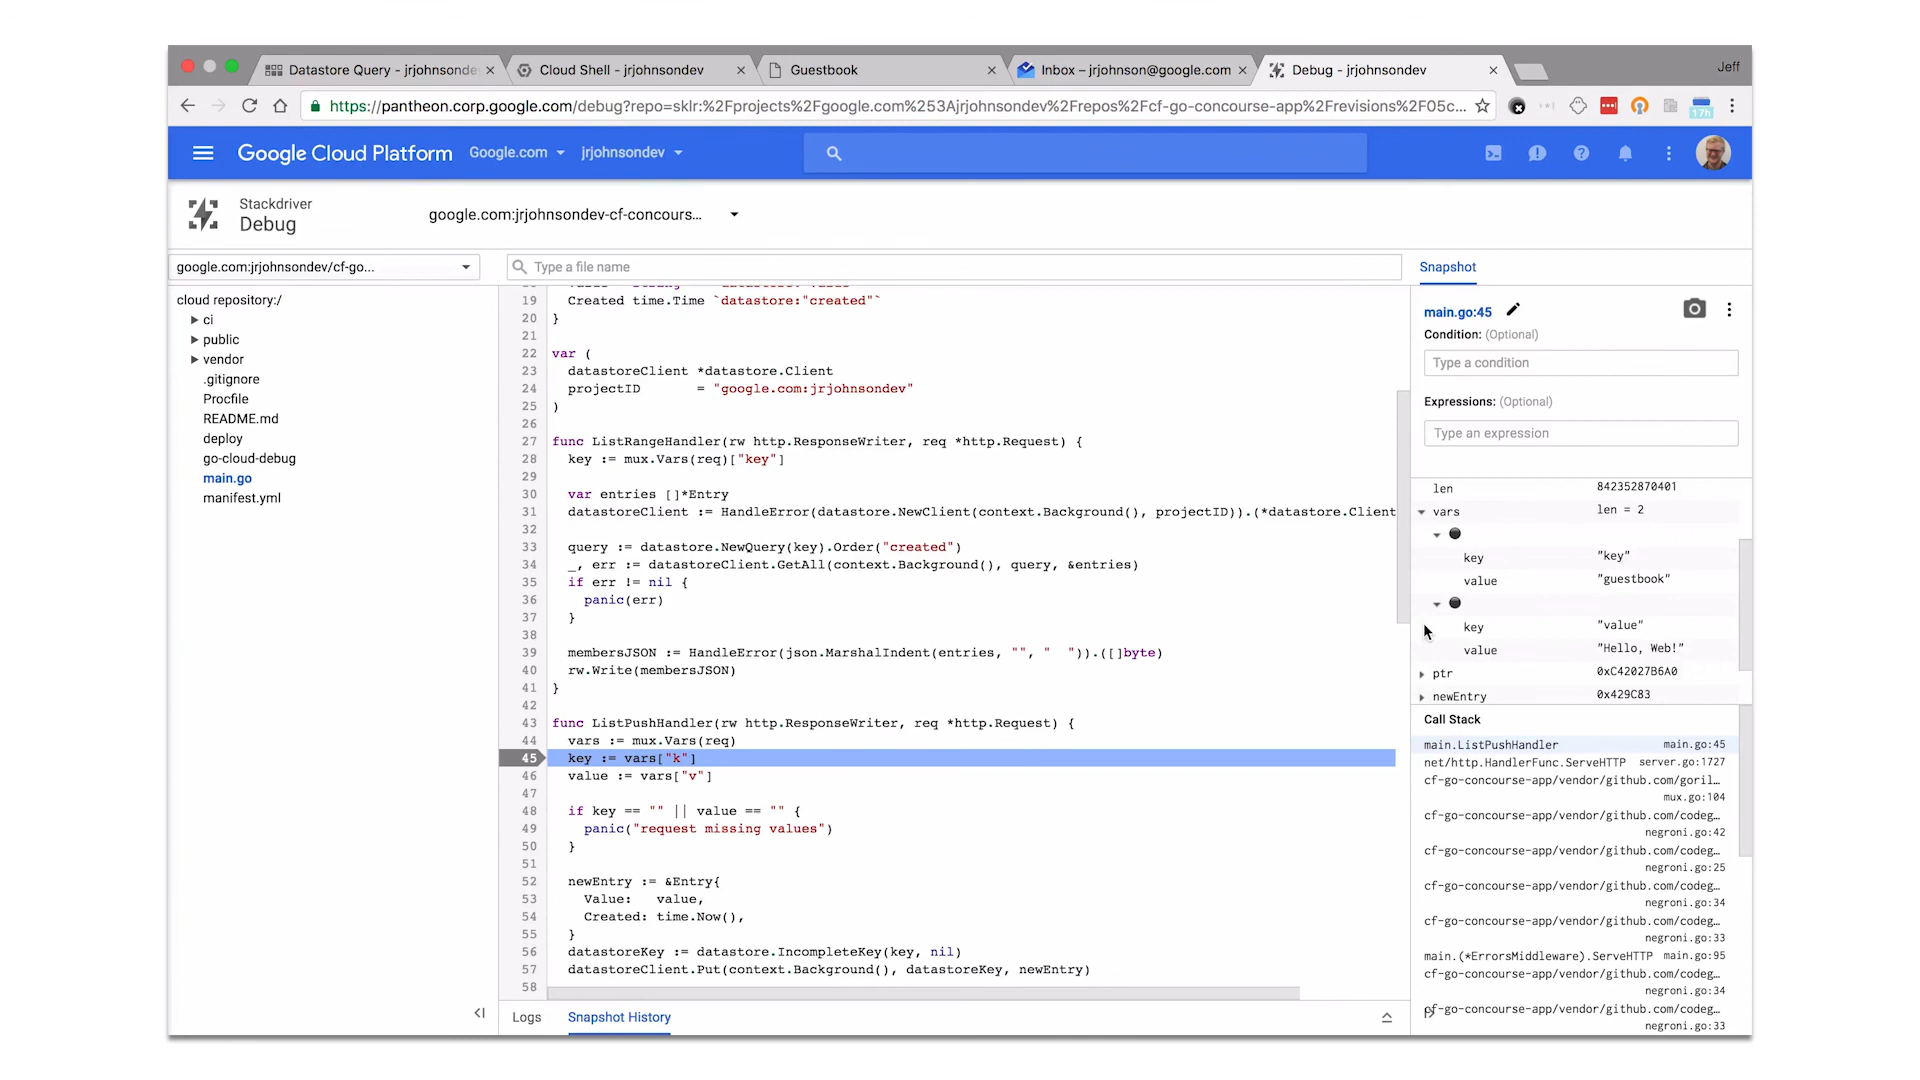 Datastore Query - jrjohnsonde
Cloud Shell - jrjohnsondev
Guestbook
Inbox – jrjohnson@google.com
Debug - jrjohnsondev
Jeff
https://pantheon.corp.google.com/debug?repo=sklr:%2Fprojects%2Fgoogle.com%253Ajrjohnsondev%2Frepos%2Fcf-go-concourse-app%2Frevisions%2F05c...
17h
Google Cloud Platform
Google.com
jrjohnsondev
Stackdriver
Debug
google.com:jrjohnsondev-cf-concours...
google.com:jrjohnsondev/cf-go...
Type a file name
Snapshot
cloud repository:/
ci
public
vendor
.gitignore
Procfile
README.md
deploy
go-cloud-debug
main.go
manifest.yml
19 Created time.Time `datastore:"created"`
20 }
21
22 var (
23 datastoreClient *datastore.Client
24 projectID = "google.com:jrjohnsondev"
25 )
26
27 func ListRangeHandler(rw http.ResponseWriter, req *http.Request) {
28 key := mux.Vars(req)["key"]
29
30 var entries []*Entry
31 datastoreClient := HandleError(datastore.NewClient(context.Background(), projectID)).(*datastore.Client
32
33 query := datastore.NewQuery(key).Order("created")
34 _, err := datastoreClient.GetAll(context.Background(), query, &entries)
35 if err != nil {
36 panic(err)
37 }
38
39 membersJSON := HandleError(json.MarshalIndent(entries, "", "  ")).([]byte)
40 rw.Write(membersJSON)
41 }
42
43 func ListPushHandler(rw http.ResponseWriter, req *http.Request) {
44 vars := mux.Vars(req)
45 key := vars["k"]
46 value := vars["v"]
47
48 if key == "" || value == "" {
49 panic("request missing values")
50 }
51
52 newEntry := &Entry{
53 Value: value,
54 Created: time.Now(),
55 }
56 datastoreKey := datastore.IncompleteKey(key, nil)
57 datastoreClient.Put(context.Background(), datastoreKey, newEntry)
58
Logs
Snapshot History
main.go:45
Condition: (Optional)
Type a condition
Expressions: (Optional)
Type an expression
len 842352870401
vars len = 2
key "key"
value "guestbook"
key "value"
value "Hello, Web!"
ptr 0xC42027B6A0
newEntry 0x429C83
Call Stack
main.ListPushHandler main.go:45
net/http.HandlerFunc.ServeHTTP server.go:1727
cf-go-concourse-app/vendor/github.com/goril...
mux.go:104
cf-go-concourse-app/vendor/github.com/codeg...
negroni.go:42
cf-go-concourse-app/vendor/github.com/codeg...
negroni.go:25
cf-go-concourse-app/vendor/github.com/codeg...
negroni.go:34
cf-go-concourse-app/vendor/github.com/codeg...
negroni.go:33
main.(*ErrorsMiddleware).ServeHTTP main.go:95
cf-go-concourse-app/vendor/github.com/codeg...
negroni.go:34
cf-go-concourse-app/vendor/github.com/codeg...
negroni.go:33